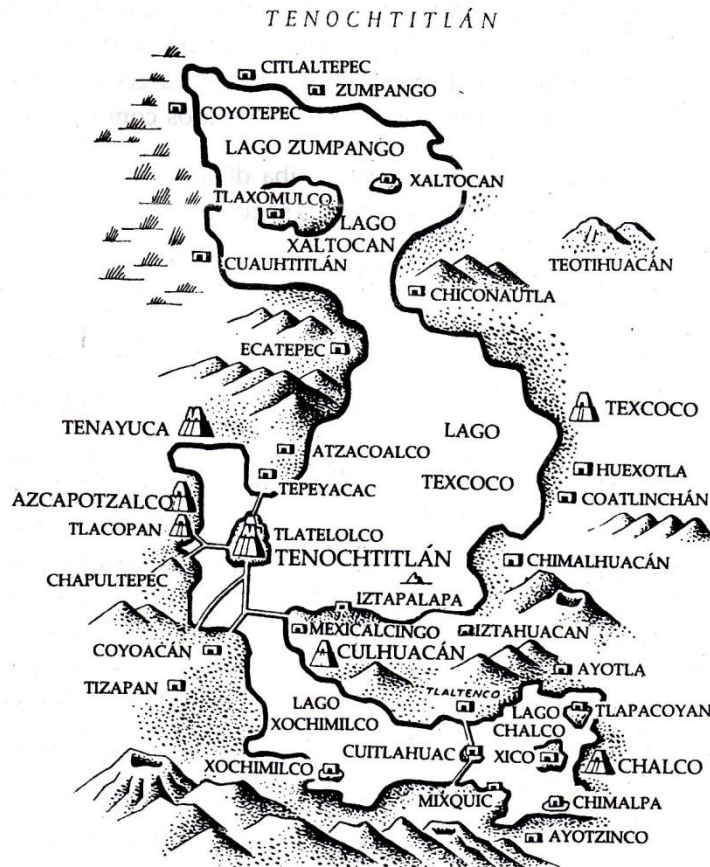 TENOCHTITLÁN
CITLALTEPEC
ZUMPANGO
COYOTEPEC
LAGO ZUMPANGO
XALTOCAN
TLAXOMULCO
LAGO
XALTOCAN
TEOTIHUACÁN
CUAUHTITLÁN
CHICONAUTLA
ECATEPEC
TEXCOCO
TENAYUCA
LAGO
ATZACOALCO
HUEXOTLA
TEPEYACAC
TEXCOCO
COATLINCHÁN
AZCAPOTZALCO
TLACOPAN
TLATELOLCO
TENOCHTITLÁN
CHIMALHUACÁN
CHAPULTEPEC
IZTAPALAPA
MEXICALCINGO
IZTAHUACAN
COYOACÁN
CULHUACÁN
AYOTLA
TIZAPAN
TLALTENCO
LAGO
XOCHIMILCO
LAGO
CHALCO
TLAPACOYAN
CUITLAHUAC
XICO
CHALCO
XOCHIMILCO
MIXQUIC
CHIMALPA
AYOTZINCO